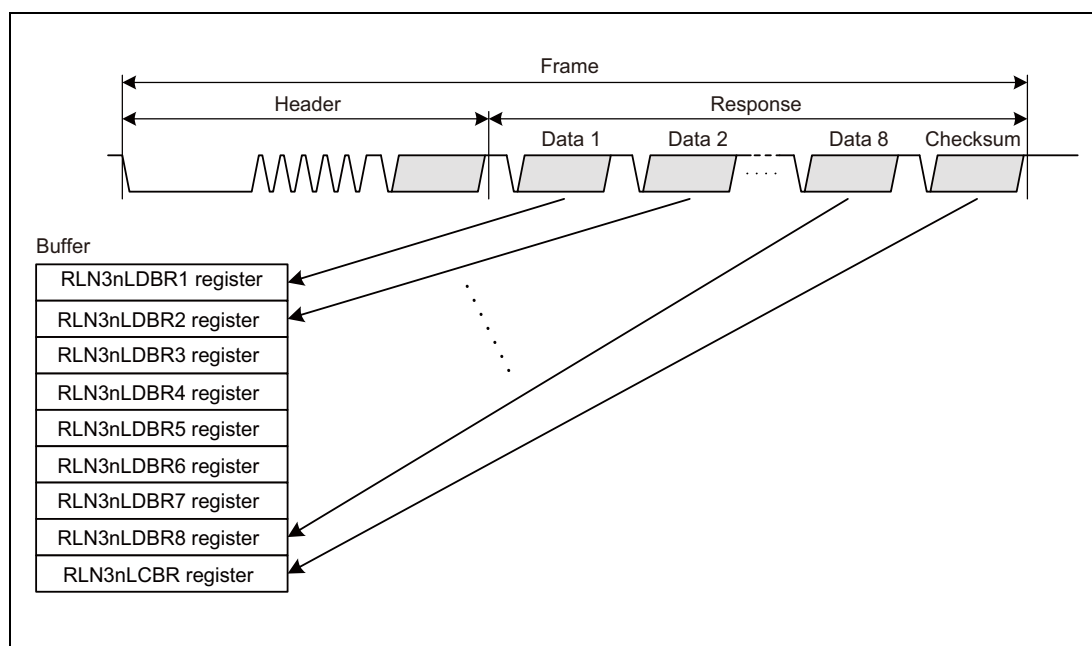 Frame
Header
Response
Data 1
Data 2
Data 8
Checksum
Buffer
RLN3nLDBR1 register
RLN3nLDBR2 register
RLN3nLDBR3 register
RLN3nLDBR4 register
RLN3nLDBR5 register
RLN3nLDBR6 register
RLN3nLDBR7 register
RLN3nLDBR8 register
RLN3nLCBR register